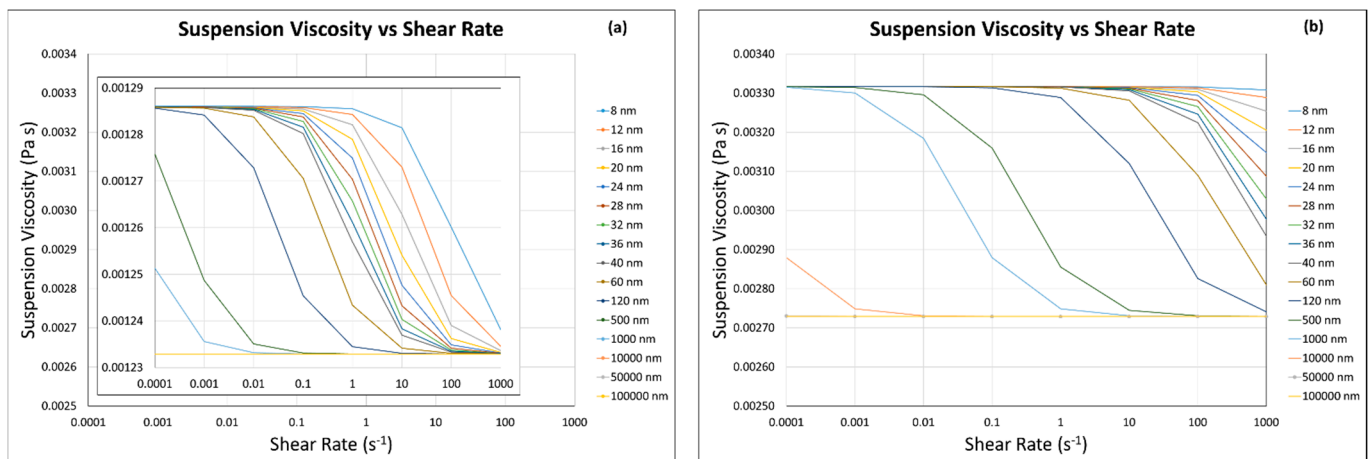 Suspension Viscosity vs Shear Rate
(a)
Suspension Viscosity (Pa s)
0.0034
0.0033
0.0032
0.0031
0.0030
0.0029
0.0028
0.0027
0.0026
0.0025
0.00129
0.00128
0.00127
0.00126
0.00125
0.00124
0.00123
0.0001 0.001 0.01 0.1 1 10 100 1000
0.0001 0.001 0.01 0.1 1 10 100 1000
Shear Rate (s-1)
8 nm
12 nm
16 nm
20 nm
24 nm
28 nm
32 nm
36 nm
40 nm
60 nm
120 nm
500 nm
1000 nm
10000 nm
50000 nm
100000 nm
Suspension Viscosity vs Shear Rate
(b)
Suspension Viscosity (Pa s)
0.00340
0.00330
0.00320
0.00310
0.00300
0.00290
0.00280
0.00270
0.00260
0.00250
0.0001 0.001 0.01 0.1 1 10 100 1000
Shear Rate (s-1)
8 nm
12 nm
16 nm
20 nm
24 nm
28 nm
32 nm
36 nm
40 nm
60 nm
120 nm
500 nm
1000 nm
10000 nm
50000 nm
100000 nm